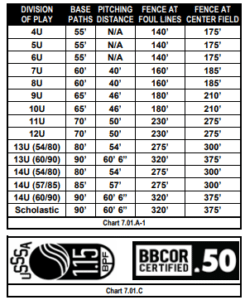 DIVISION OF PLAY BASE PATHS PITCHING DISTANCE FENCE AT FOUL LINES FENCE AT CENTER FIELD
4U 55' N/A 140' 175'
5U 55' N/A 140' 175'
6U 55' N/A 140' 175'
7U 60' 40' 160' 325'
8U 60' 40' 160' 325'
9U 65' 46' 180' 210'
10U 65' 46' 180' 210'
11U 70' 50' 230' 275'
12U 70' 50' 230' 275'
13U (54/80) 80' 54' 275' 300'
13U (60/90) 90' 60' 6" 320' 375'
14U (54/80) 80' 54' 275' 300'
14U (57/85) 85' 57' 275' 300'
14U (60/90) 90' 60' 6" 320' 375'
Scholastic 90' 60' 6" 320' 375'
Chart 7.01.A-1
USSSA 1.15 BPF
BBCOR CERTIFIED .50
Chart 7.01.C